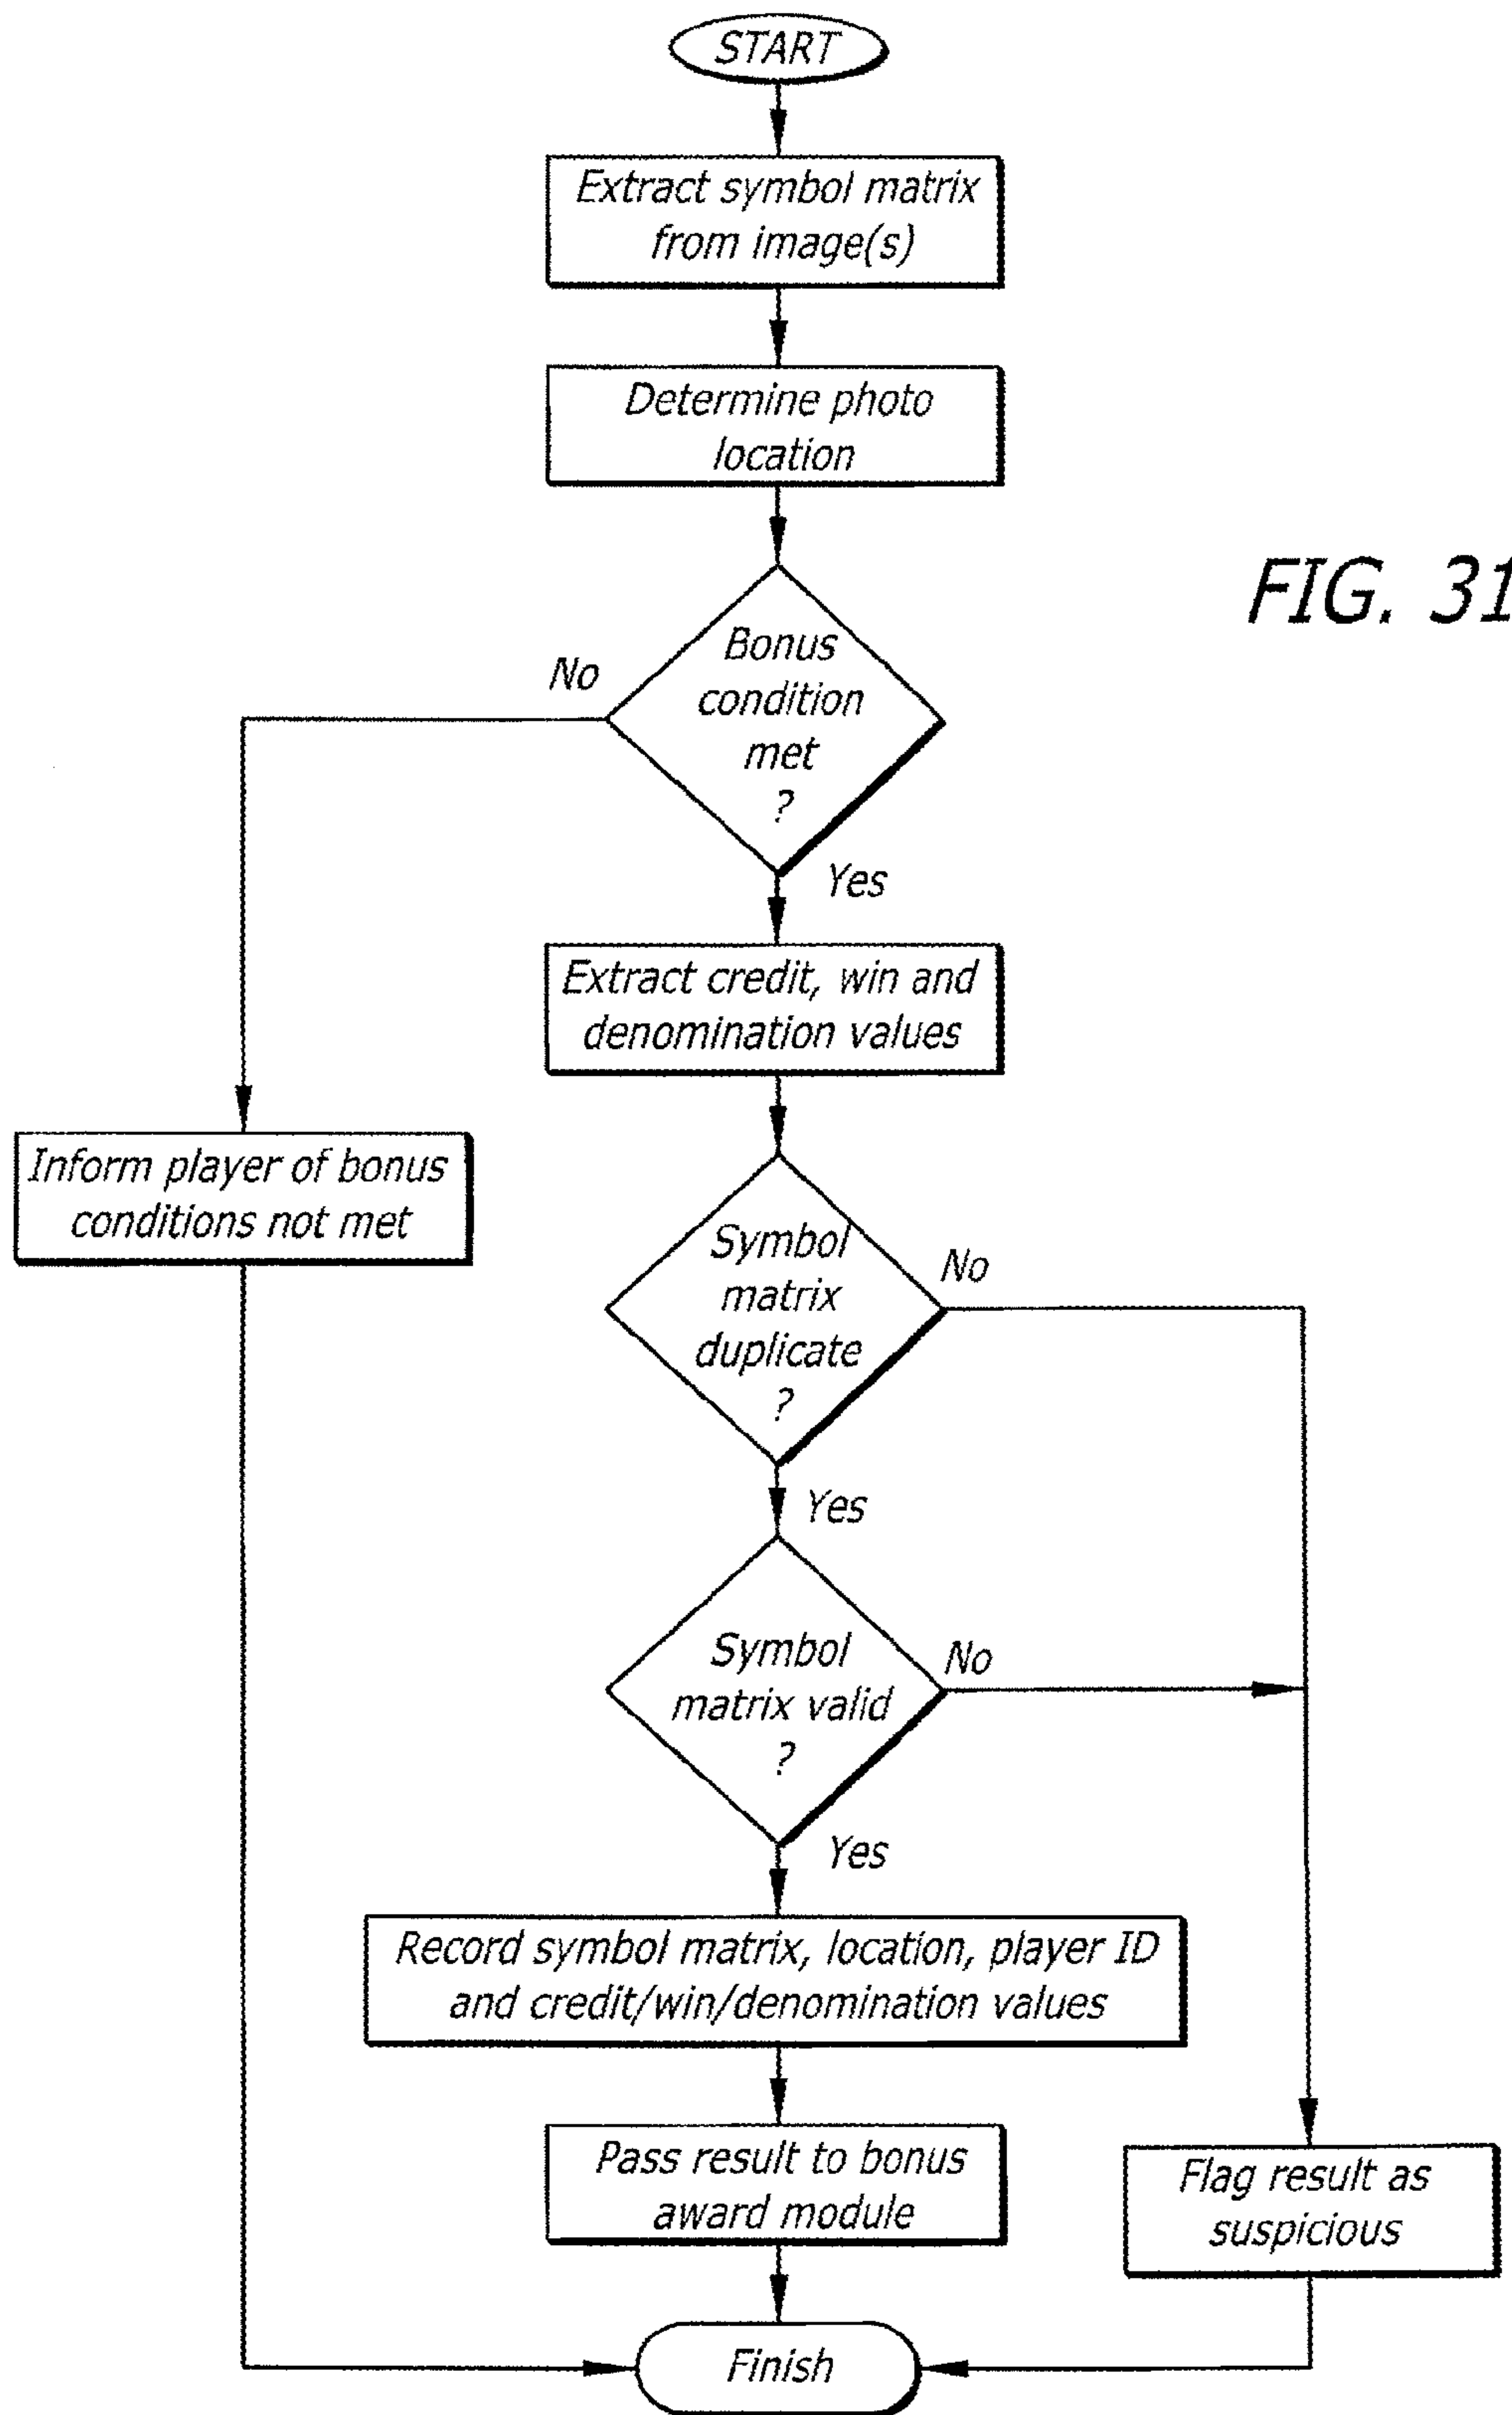 START
Extract symbol matrix
from image(s)
Determine photo
location
FIG. 31
Bonus
condition
met
?
No
Yes
Extract credit, win and
denomination values
Inform player of bonus
conditions not met
Symbol
matrix
duplicate
?
No
Yes
Symbol
matrix valid
?
No
Yes
Record symbol matrix, location, player ID
and credit/win/denomination values
Pass result to bonus
award module
Flag result as
suspicious
Finish